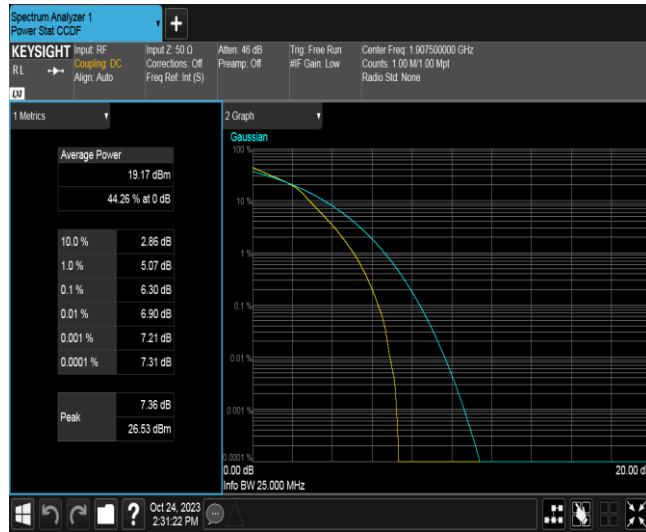 Spectrum Analyzer 1
Power Stat CCDF
+
KEYSIGHT
RL
LXI
Input: RF
Coupling: DC
Align: Auto
Input Z: 50 Ω
Corrections: Off
Freq Ref: Int (S)
Atten: 46 dB
Preamp: Off
Trig: Free Run
#IF Gain: Low
Center Freq: 1.907500000 GHz
Counts: 1.00 M/1.00 Mpt
Radio Std: None
1 Metrics
Average Power
19.17 dBm
44.26 % at 0 dB
10.0 % 2.86 dB
1.0 % 5.07 dB
0.1 % 6.30 dB
0.01 % 6.90 dB
0.001 % 7.21 dB
0.0001 % 7.31 dB
Peak
7.36 dB
26.53 dBm
2 Graph
Gaussian
100 %
10 %
1 %
0.1 %
0.01 %
0.001 %
0.0001 %
0.00 dB
20.00 d
Info BW 25.000 MHz
?
Oct 24, 2023
2:31:22 PM